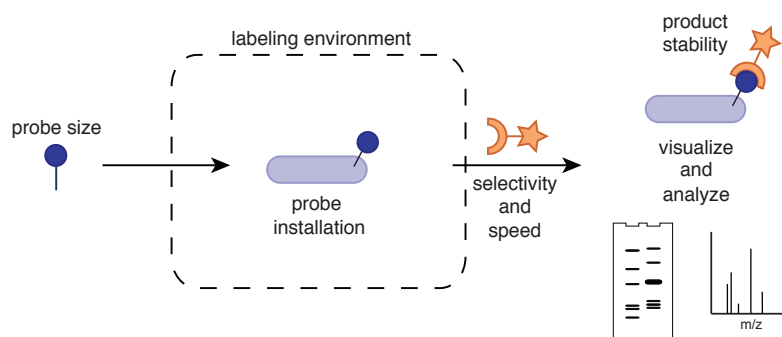 labeling environment
probe size
probe
installation
selectivity
and
speed
product
stability
visualize
and
analyze
m/z